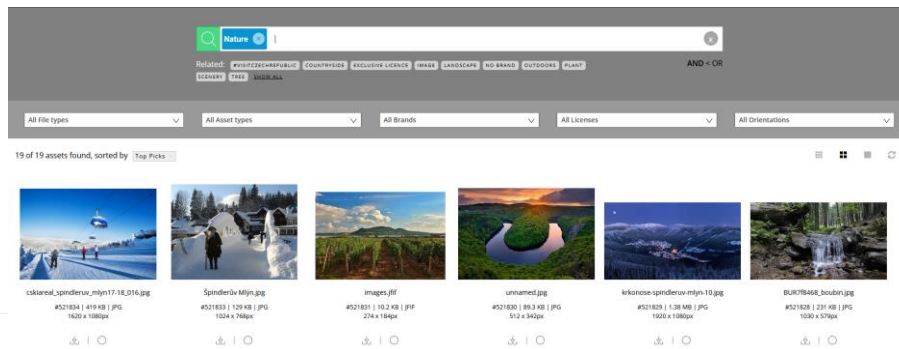 Nature x
x
Related: #VISITCZECHREPUBLIC COUNTRYSIDE EXCLUSIVE LICENCE IMAGE LANDSCAPE NO BRAND OUTDOORS PLANT
AND < OR
SCENERY TREE SHOW ALL
All File types All Asset types All Brands All Licenses All Orientations
19 of 19 assets found, sorted by Top Picks
cskiareal_spindleruv_mlyn17-18_016.jpg Špindlerův Mlýn.jpg images.jfif unnamed.jpg krkonose-spindleruv-mlyn-10.jpg BUR7f8468_boubin.jpg
#521834 | 419 KB | JPG #521833 | 129 KB | JPG #521831 | 10.2 KB | JFIF #521830 | 89.3 KB | JPG #521829 | 1.38 MB | JPG #521828 | 231 KB | JPG
1620 x 1080px 1024 x 768px 274 x 184px 512 x 342px 1920 x 1080px 1030 x 579px